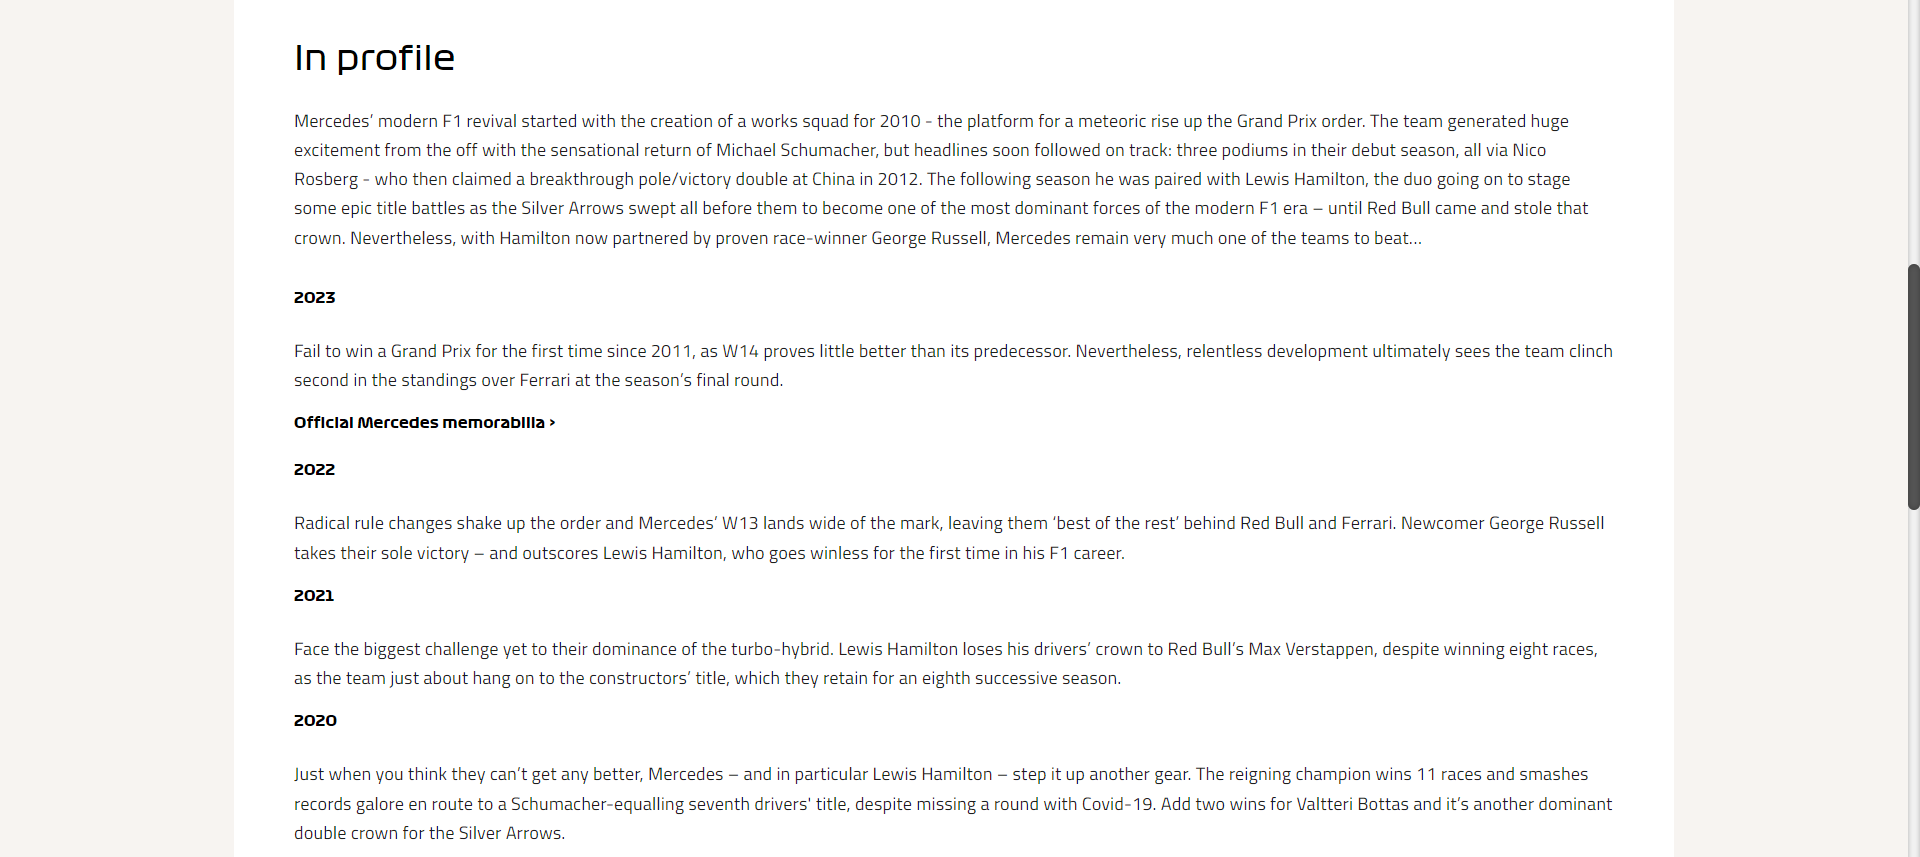 In profile
Mercedes’ modern F1 revival started with the creation of a works squad for 2010 - the platform for a meteoric rise up the Grand Prix order. The team generated huge
excitement from the off with the sensational return of Michael Schumacher, but headlines soon followed on track: three podiums in their debut season, all via Nico
Rosberg - who then claimed a breakthrough pole/victory double at China in 2012. The following season he was paired with Lewis Hamilton, the duo going on to stage
some epic title battles as the Silver Arrows swept all before them to become one of the most dominant forces of the modern F1 era – until Red Bull came and stole that
crown. Nevertheless, with Hamilton now partnered by proven race-winner George Russell, Mercedes remain very much one of the teams to beat…
2023
Fail to win a Grand Prix for the first time since 2011, as W14 proves little better than its predecessor. Nevertheless, relentless development ultimately sees the team clinch
second in the standings over Ferrari at the season’s final round.
Official Mercedes memorabilia >
2022
Radical rule changes shake up the order and Mercedes’ W13 lands wide of the mark, leaving them ‘best of the rest’ behind Red Bull and Ferrari. Newcomer George Russell
takes their sole victory – and outscores Lewis Hamilton, who goes winless for the first time in his F1 career.
2021
Face the biggest challenge yet to their dominance of the turbo-hybrid. Lewis Hamilton loses his drivers’ crown to Red Bull’s Max Verstappen, despite winning eight races,
as the team just about hang on to the constructors’ title, which they retain for an eighth successive season.
2020
Just when you think they can’t get any better, Mercedes – and in particular Lewis Hamilton – step it up another gear. The reigning champion wins 11 races and smashes
records galore en route to a Schumacher-equalling seventh drivers' title, despite missing a round with Covid-19. Add two wins for Valtteri Bottas and it’s another dominant
double crown for the Silver Arrows.